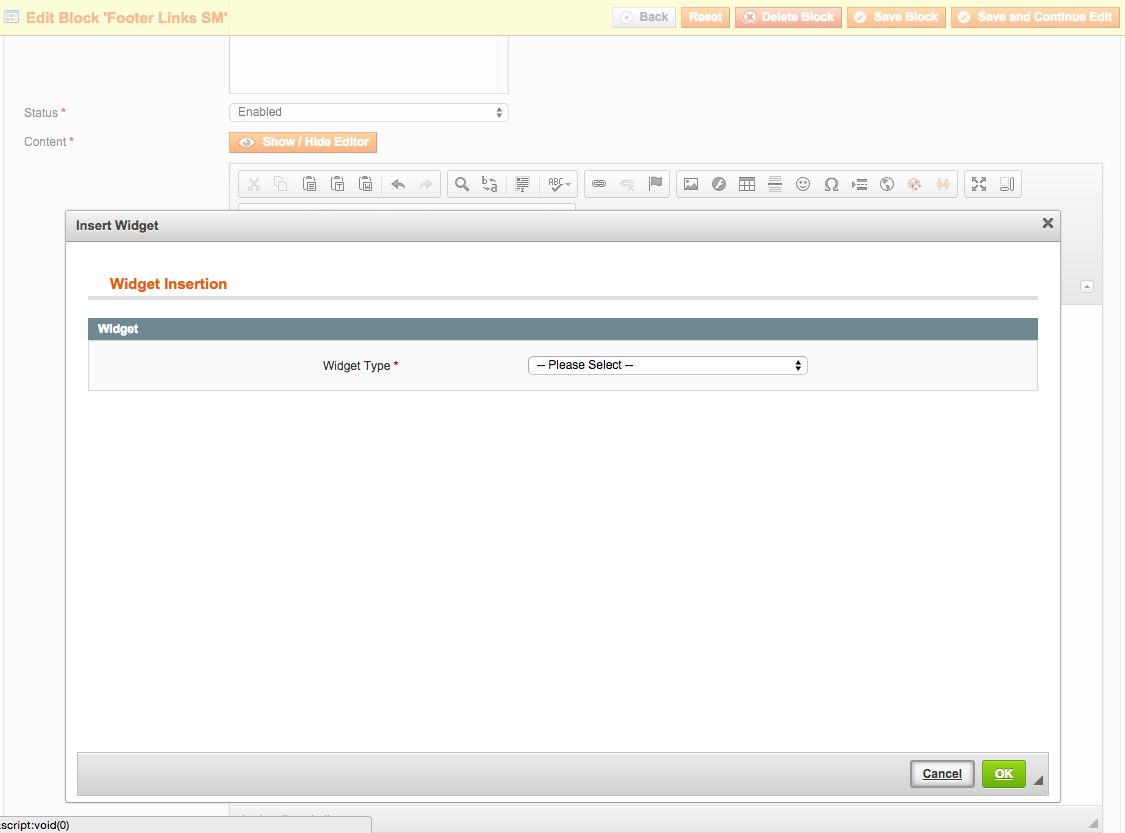 Edit Block 'Footer Links SM'
Back Reset Delete Block Save Block Save and Continue Edit
Status * Enabled
Content * Show / Hide Editor
ABC
Insert Widget
Widget Insertion
Widget
Widget Type * -- Please Select --
Cancel OK
script:void(0)